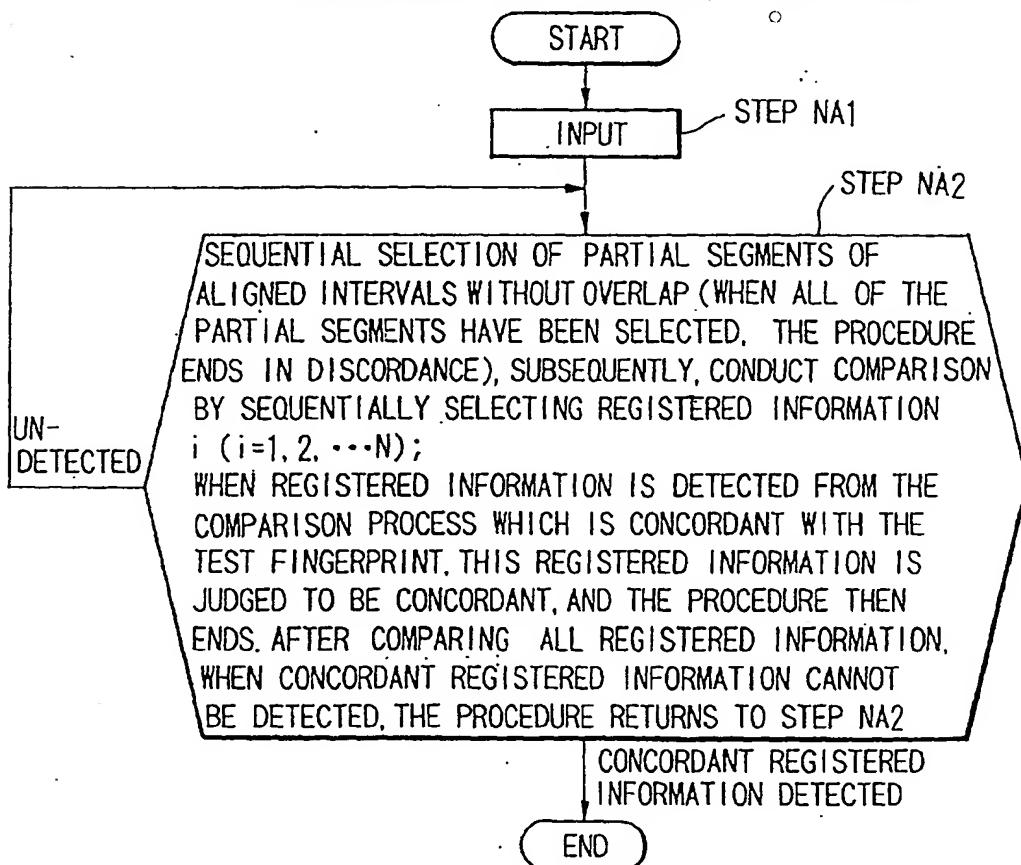 START
INPUT
STEP NA1
STEP NA2
SEQUENTIAL SELECTION OF PARTIAL SEGMENTS OF
ALIGNED INTERVALS WITHOUT OVERLAP (WHEN ALL OF THE
PARTIAL SEGMENTS HAVE BEEN SELECTED, THE PROCEDURE
ENDS IN DISCORDANCE), SUBSEQUENTLY, CONDUCT COMPARISON
BY SEQUENTIALLY SELECTING REGISTERED INFORMATION
i (i=1, 2, ···N);
WHEN REGISTERED INFORMATION IS DETECTED FROM THE
COMPARISON PROCESS WHICH IS CONCORDANT WITH THE
TEST FINGERPRINT, THIS REGISTERED INFORMATION IS
JUDGED TO BE CONCORDANT, AND THE PROCEDURE THEN
ENDS. AFTER COMPARING ALL REGISTERED INFORMATION,
WHEN CONCORDANT REGISTERED INFORMATION CANNOT
BE DETECTED, THE PROCEDURE RETURNS TO STEP NA2
UN-
DETECTED
CONCORDANT REGISTERED
INFORMATION DETECTED
END